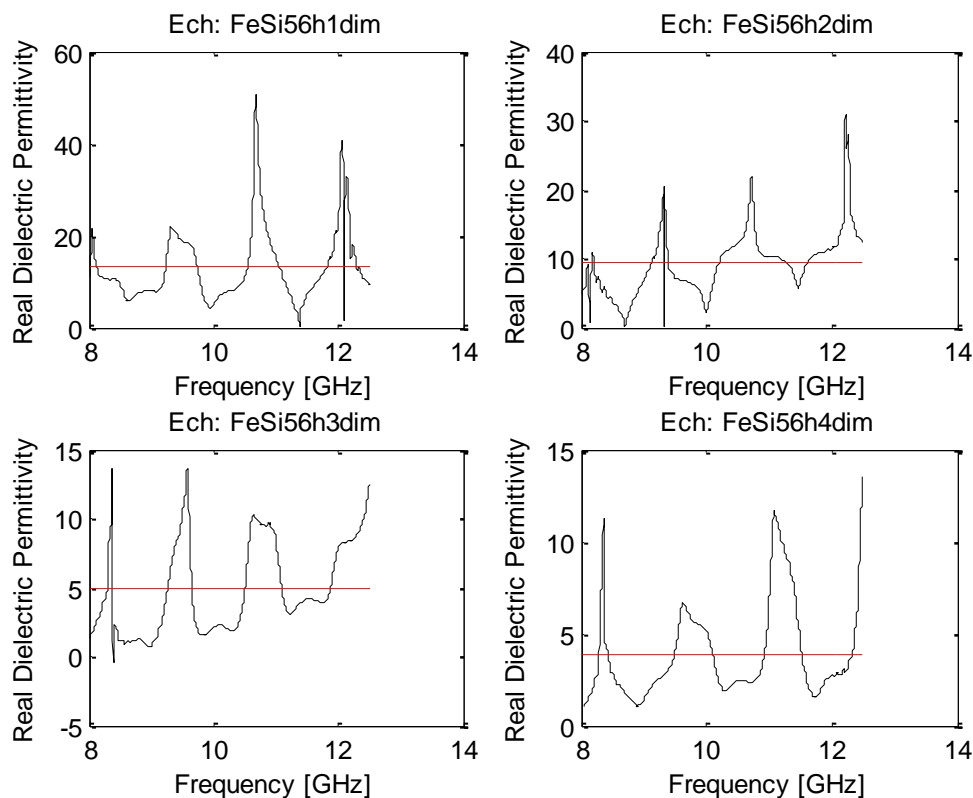 Ech: FeSi56h1dim
Real Dielectric Permittivity
60
40
20
0
8
10
12
14
Frequency [GHz]
Ech: FeSi56h2dim
Real Dielectric Permittivity
40
30
20
10
0
8
10
12
14
Frequency [GHz]
Ech: FeSi56h3dim
Real Dielectric Permittivity
15
10
5
0
-5
8
10
12
14
Frequency [GHz]
Ech: FeSi56h4dim
Real Dielectric Permittivity
15
10
5
0
8
10
12
14
Frequency [GHz]